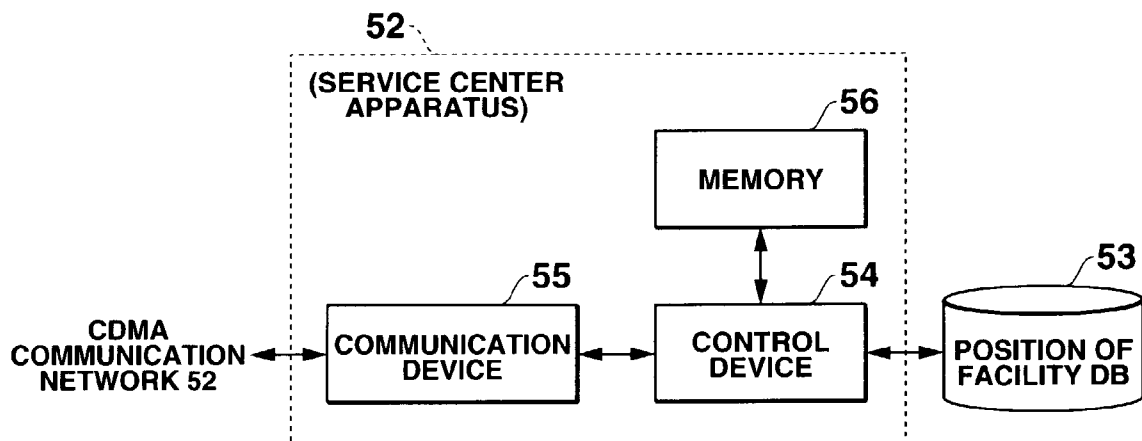 52
(SERVICE CENTER
APPARATUS)
56
MEMORY
55
54
53
CDMA
COMMUNICATION
NETWORK 52
COMMUNICATION
DEVICE
CONTROL
DEVICE
POSITION OF
FACILITY DB